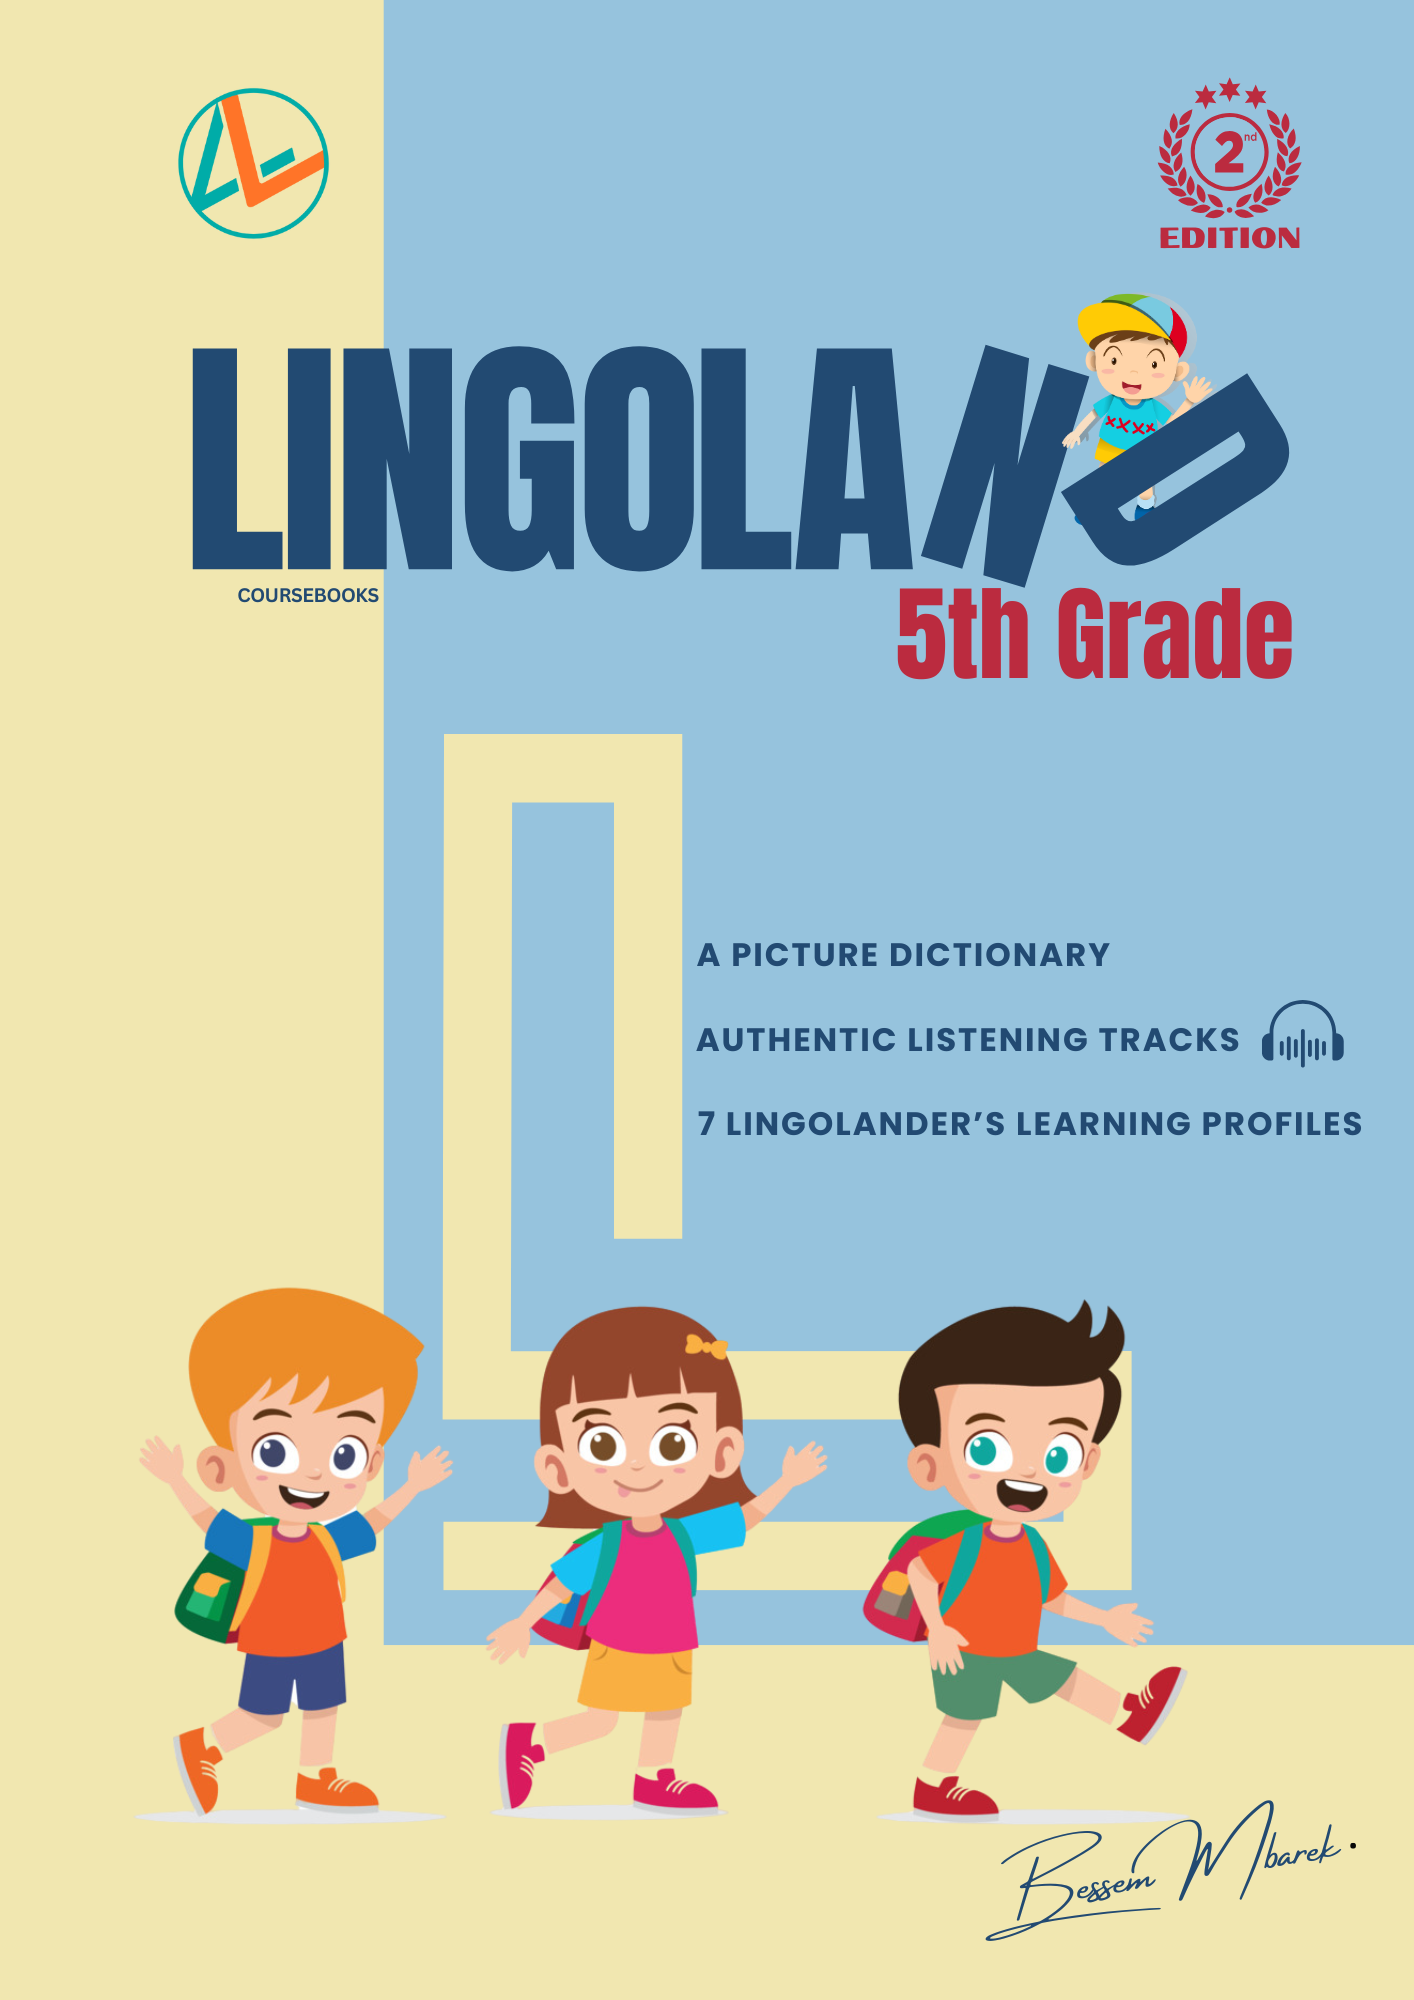 2nd
EDITION
LINGOLAND
COURSEBOOKS
5th Grade
A PICTURE DICTIONARY
AUTHENTIC LISTENING TRACKS
7 LINGOLANDER’S LEARNING PROFILES
Bessem Mbarek.